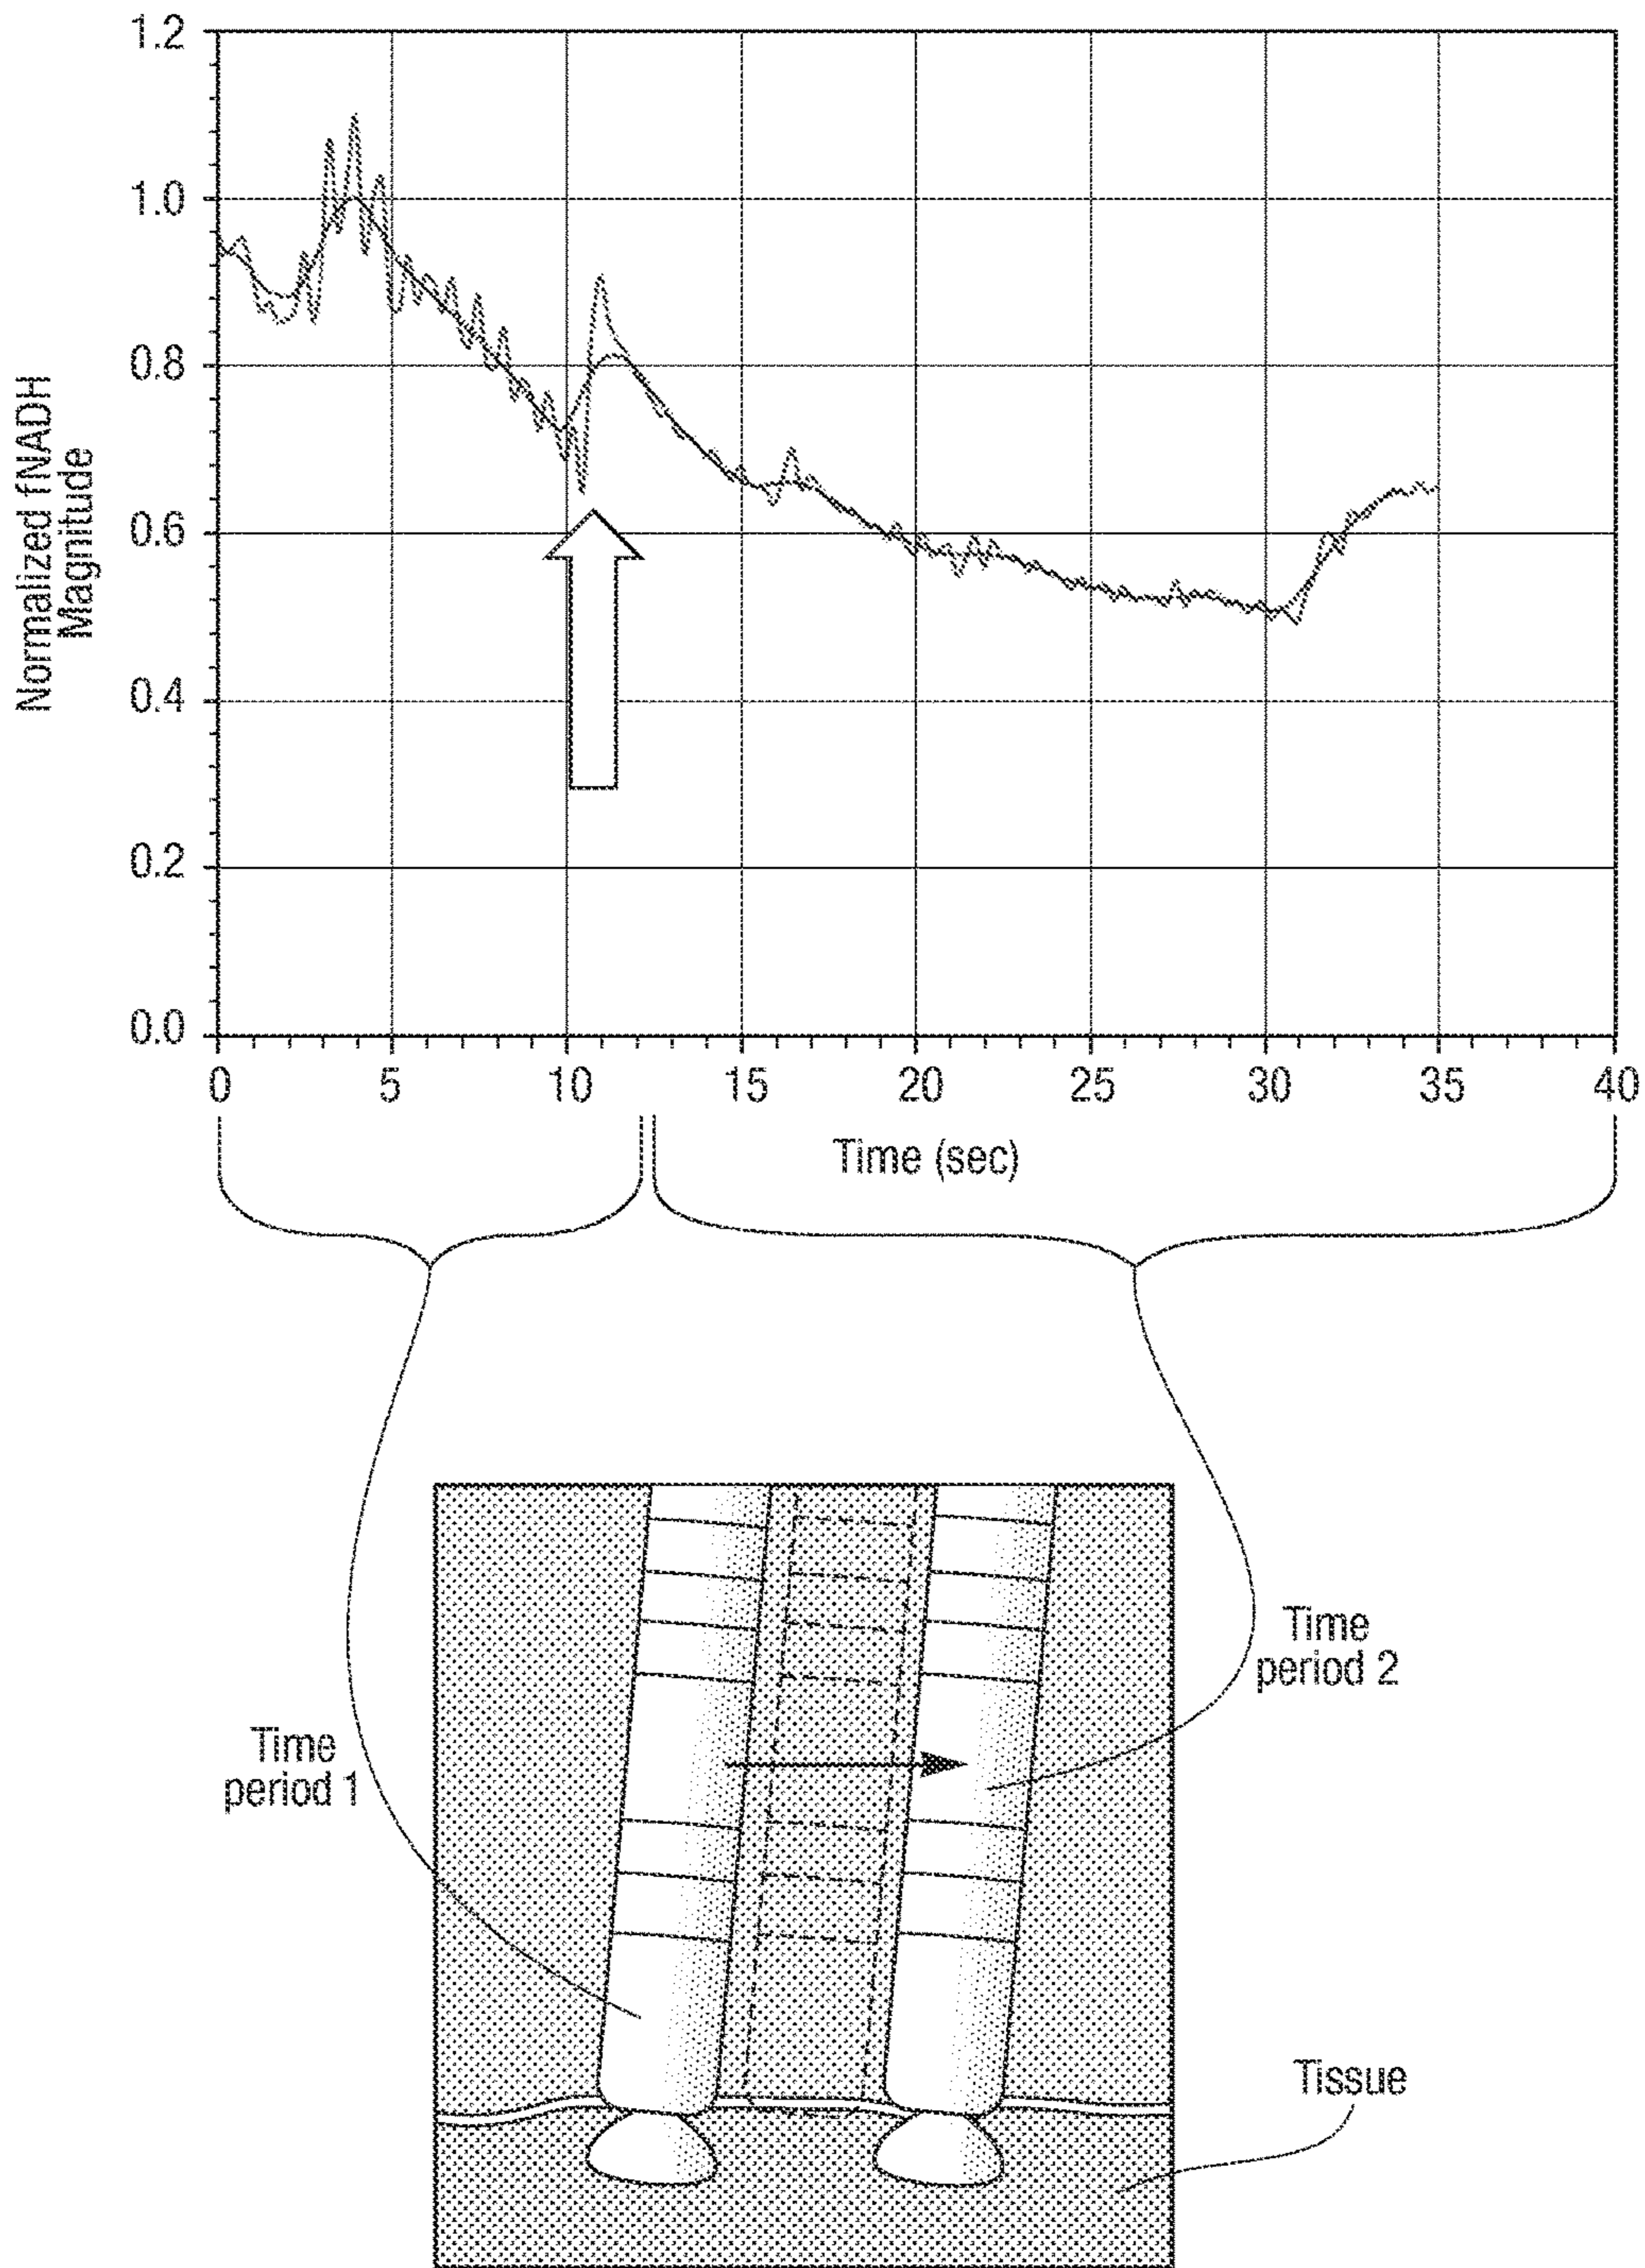 1.2
1.0
0.8
0.6
0.4
0.2
0.0
Normalized fNADH
Magnitude
0 5 10 15 20 25 30 35 40
Time (sec)
Time
period 1
Time
period 2
Tissue